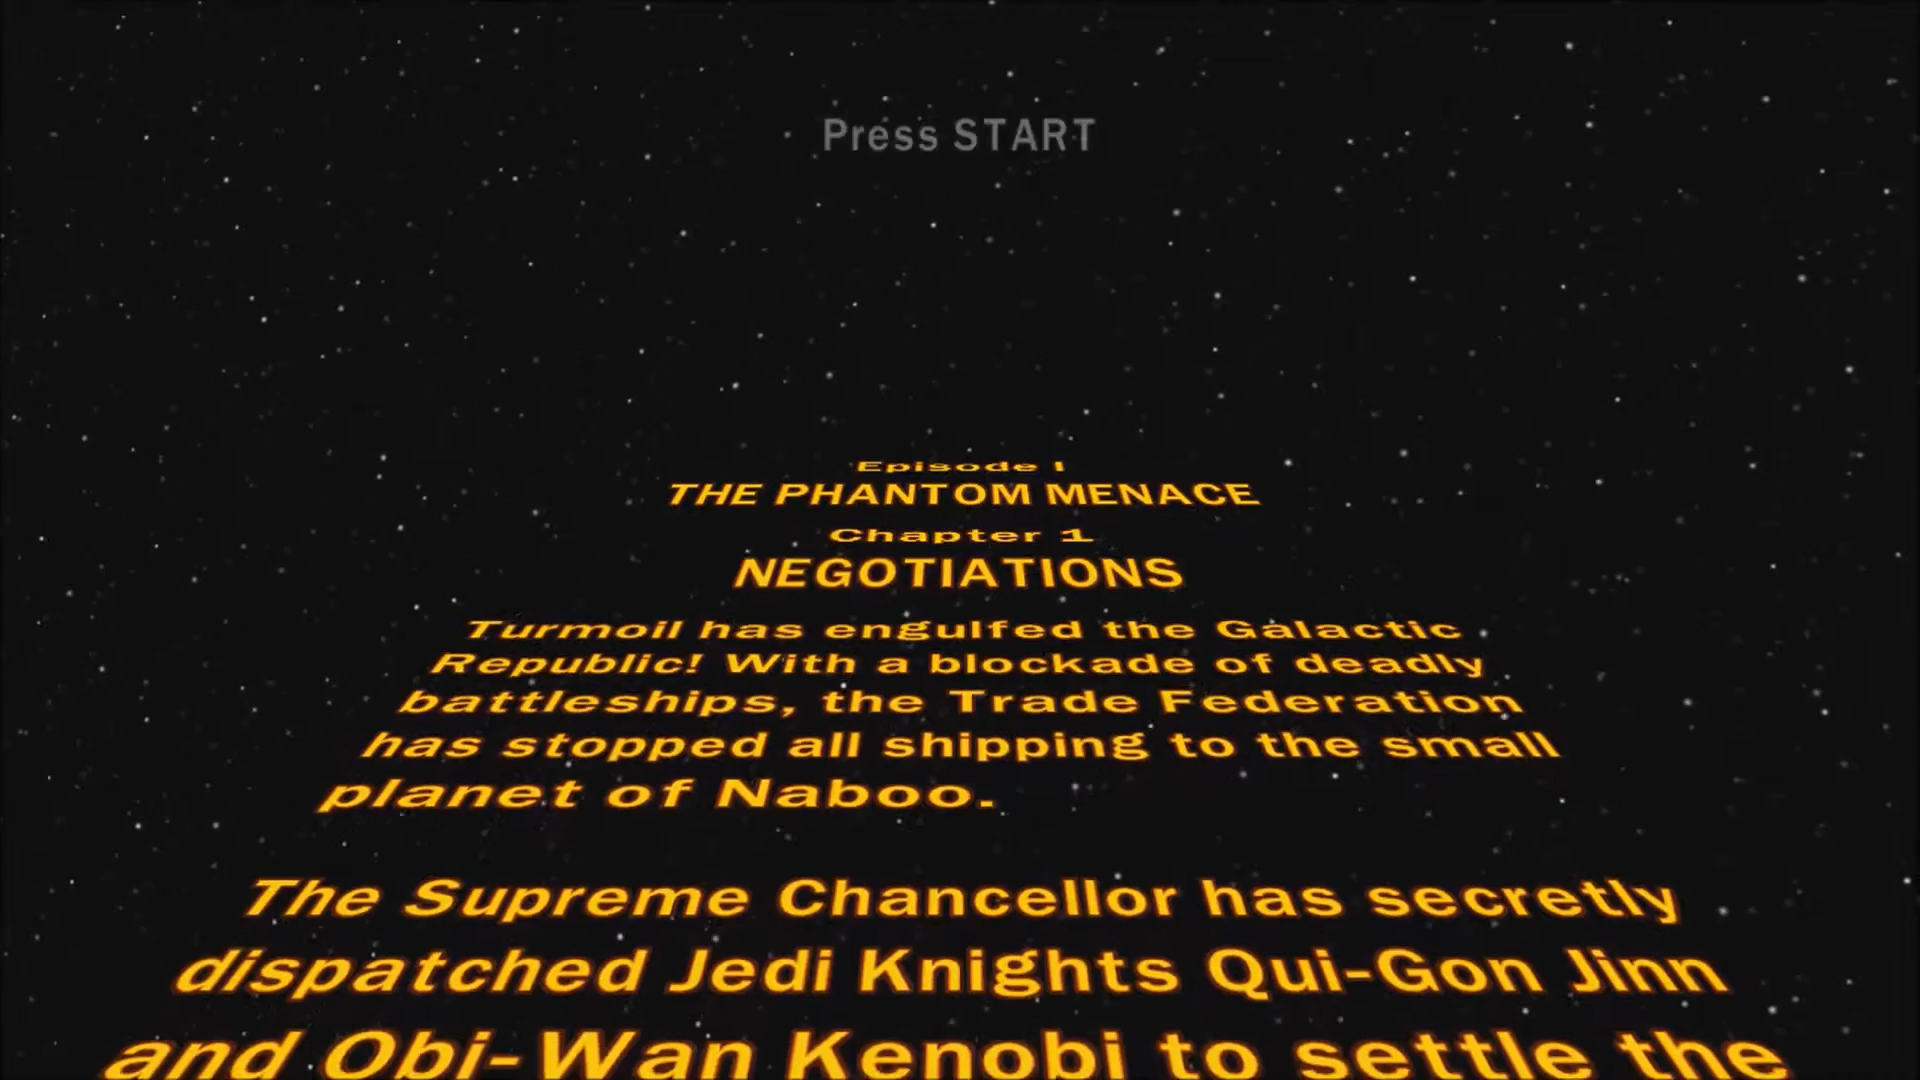 Press START
Episode I
THE PHANTOM MENACE
Chapter 1
NEGOTIATIONS
Turmoil has engulfed the Galactic
Republic! With a blockade of deadly
battleships, the Trade Federation
has stopped all shipping to the small
planet of Naboo.
The Supreme Chancellor has secretly
dispatched Jedi Knights Qui-Gon Jinn
and Obi-Wan Kenobi to settle the